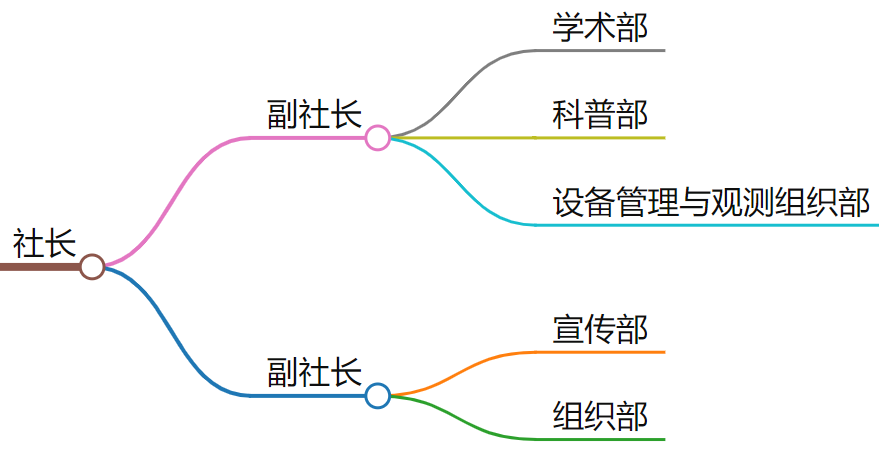 社长
副社长
学术部
科普部
设备管理与观测组织部
副社长
宣传部
组织部